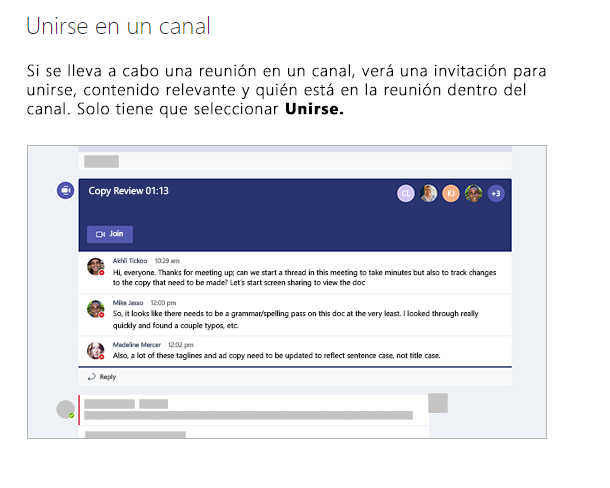 Unirse en un canal
Si se lleva a cabo una reunión en un canal, verá una invitación para
unirse, contenido relevante y quién está en la reunión dentro del
canal. Solo tiene que seleccionar Unirse.
Copy Review 01:13
CL
KJ
+3
Join
Akhil Tickoo 10:29 am
Hi, everyone. Thanks for meeting up; can we start a thread in this meeting to take minutes but also to track changes
to the copy that need to be made? Let's start screen sharing to view the doc
Mike Jasso 12:00 pm
So, it looks like there needs to be a grammar/spelling pass on this doc at the very least. I looked through really
quickly and found a couple typos, etc.
Madeline Mercer 12:02 pm
Also, a lot of these taglines and ad copy need to be updated to reflect sentence case, not title case.
Reply